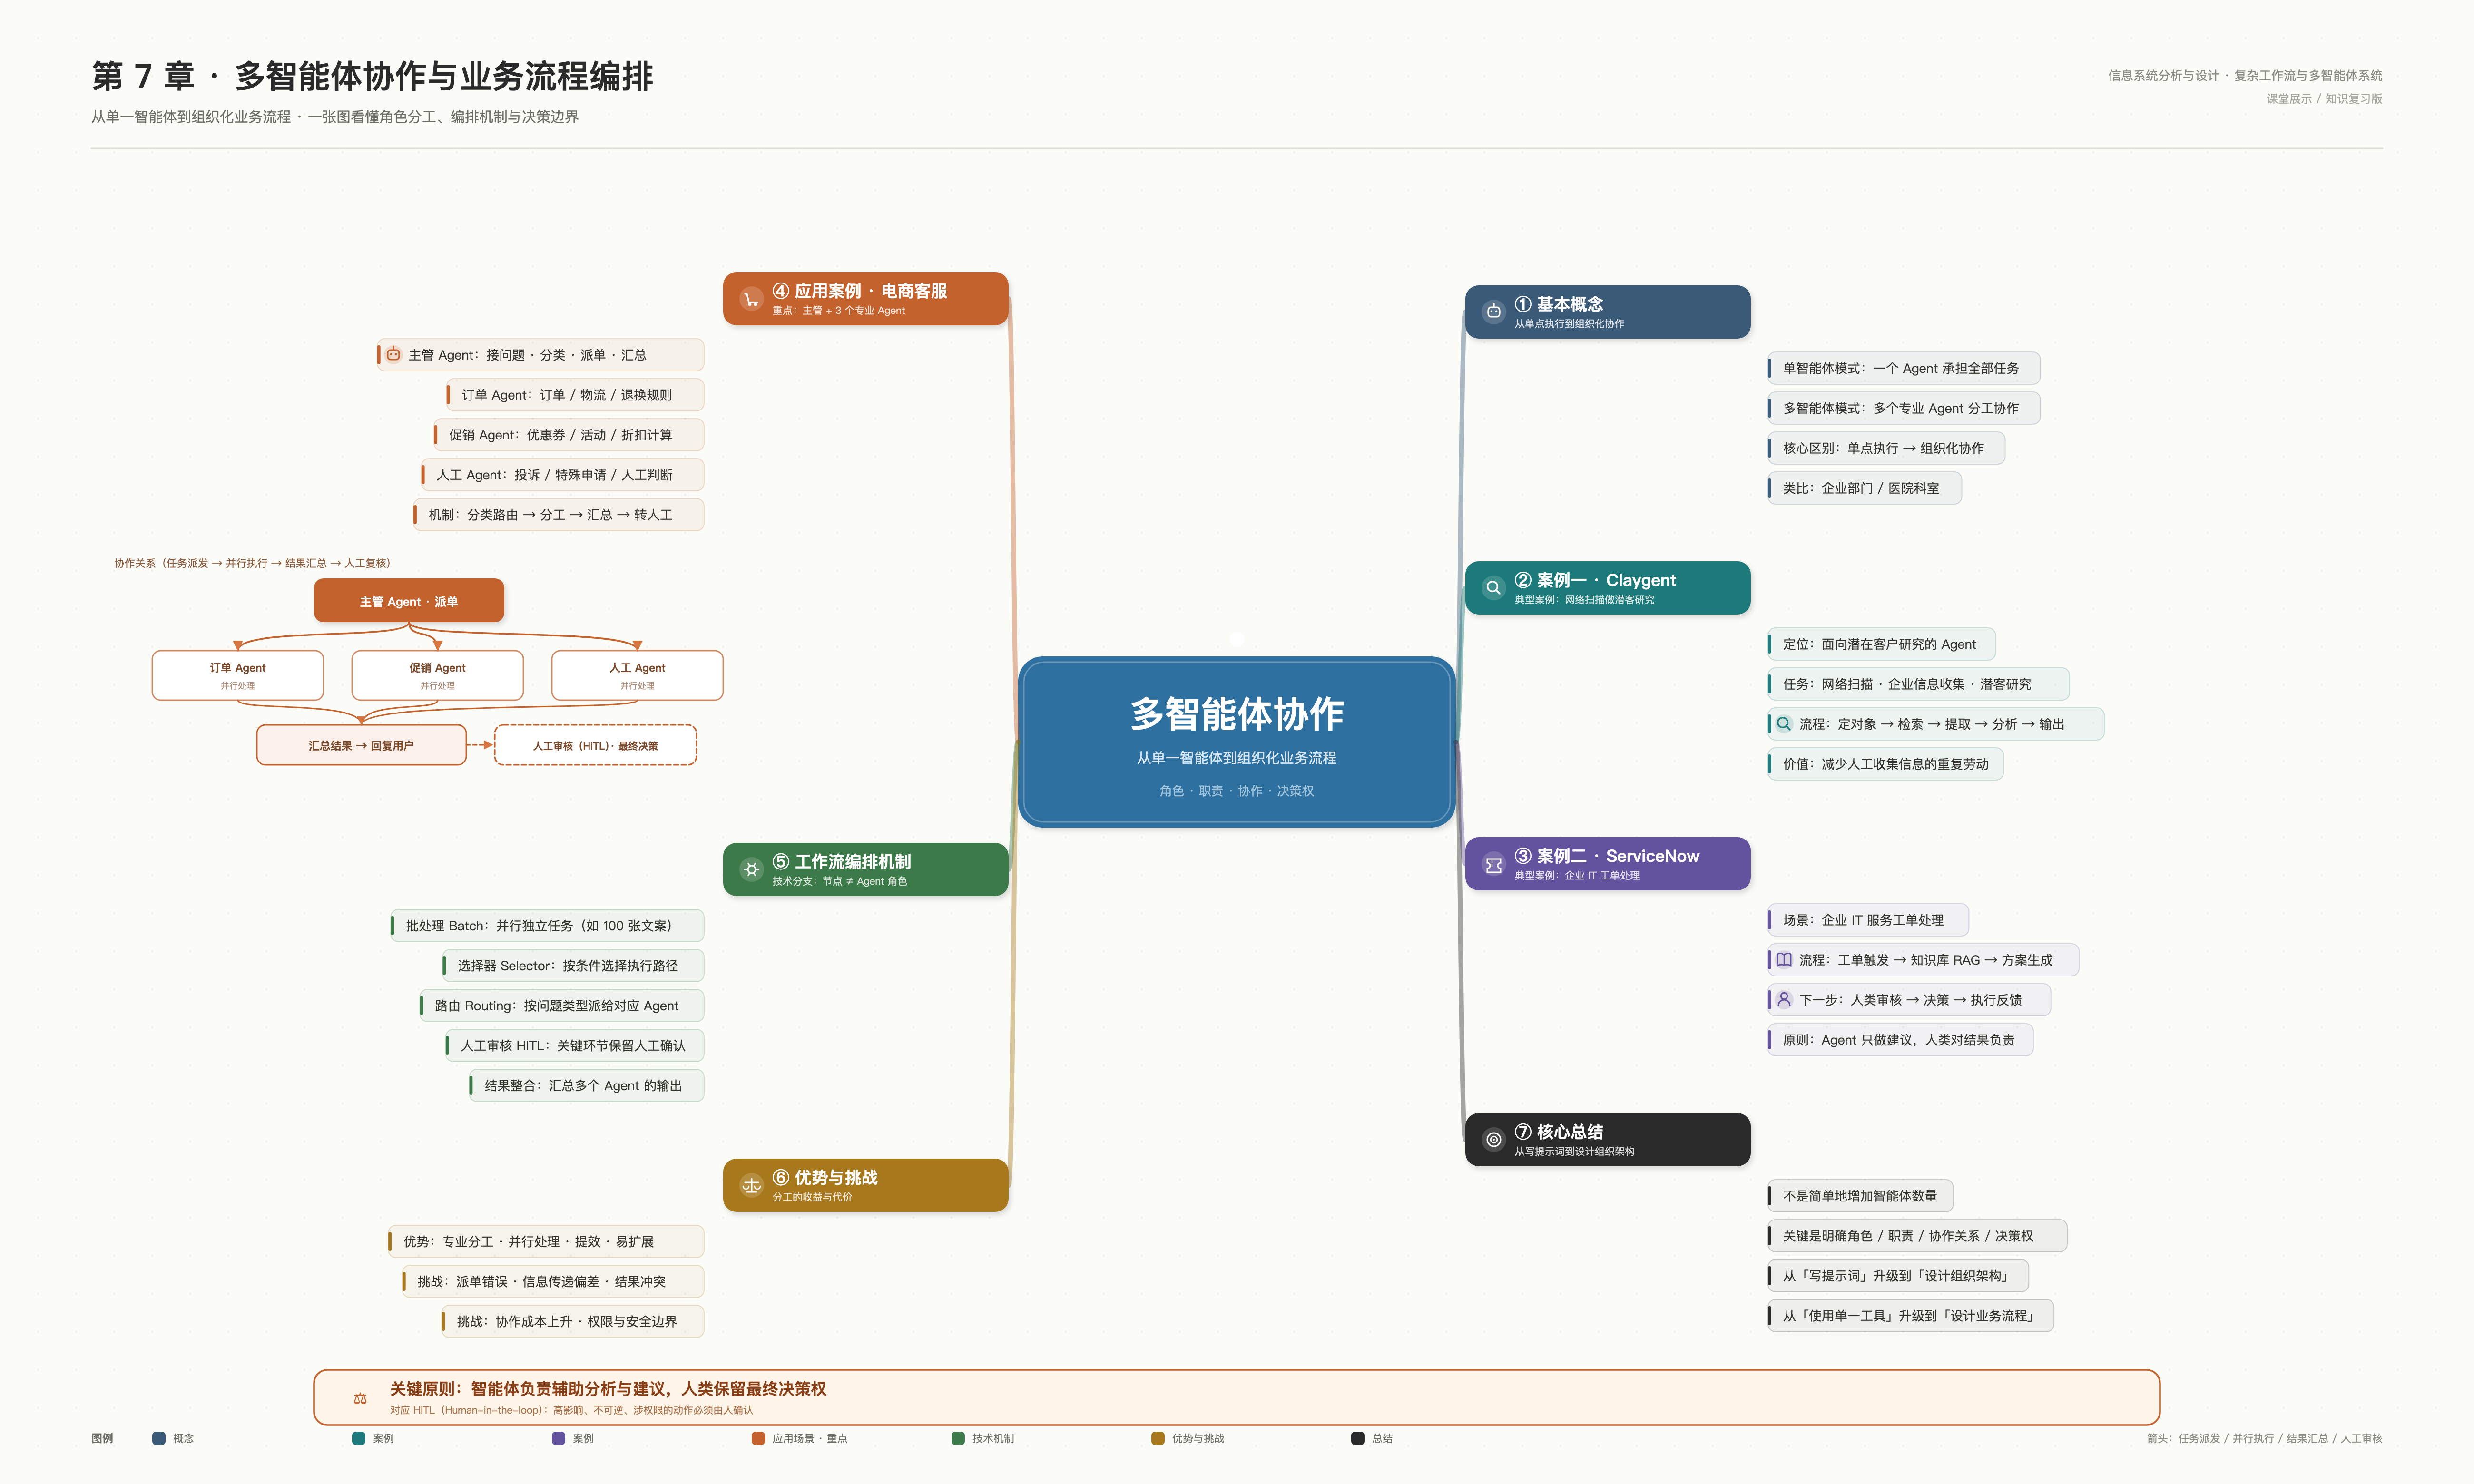 第 7 章 · 多智能体协作与业务流程编排
从单一智能体到组织化业务流程 · 一张图看懂角色分工、编排机制与决策边界
信息系统分析与设计 · 复杂工作流与多智能体系统
课堂展示 / 知识复习版
④ 应用案例 · 电商客服
重点：主管 + 3 个专业 Agent
主管 Agent：接问题 · 分类 · 派单 · 汇总
订单 Agent：订单 / 物流 / 退换规则
促销 Agent：优惠券 / 活动 / 折扣计算
人工 Agent：投诉 / 特殊申请 / 人工判断
机制：分类路由 → 分工 → 汇总 → 转人工
协作关系（任务派发 → 并行执行 → 结果汇总 → 人工复核）
主管 Agent · 派单
订单 Agent
并行处理
促销 Agent
并行处理
人工 Agent
并行处理
汇总结果 → 回复用户
人工审核（HITL）· 最终决策
⑤ 工作流编排机制
技术分支：节点 ≠ Agent 角色
批处理 Batch：并行独立任务（如 100 张文案）
选择器 Selector：按条件选择执行路径
路由 Routing：按问题类型派给对应 Agent
人工审核 HITL：关键环节保留人工确认
结果整合：汇总多个 Agent 的输出
⑥ 优势与挑战
分工的收益与代价
优势：专业分工 · 并行处理 · 提效 · 易扩展
挑战：派单错误 · 信息传递偏差 · 结果冲突
挑战：协作成本上升 · 权限与安全边界
多智能体协作
从单一智能体到组织化业务流程
角色 · 职责 · 协作 · 决策权
① 基本概念
从单点执行到组织化协作
单智能体模式：一个 Agent 承担全部任务
多智能体模式：多个专业 Agent 分工协作
核心区别：单点执行 → 组织化协作
类比：企业部门 / 医院科室
② 案例一 · Claygent
典型案例：网络扫描做潜客研究
定位：面向潜在客户研究的 Agent
任务：网络扫描 · 企业信息收集 · 潜客研究
流程：定对象 → 检索 → 提取 → 分析 → 输出
价值：减少人工收集信息的重复劳动
③ 案例二 · ServiceNow
典型案例：企业 IT 工单处理
场景：企业 IT 服务工单处理
流程：工单触发 → 知识库 RAG → 方案生成
下一步：人类审核 → 决策 → 执行反馈
原则：Agent 只做建议，人类对结果负责
⑦ 核心总结
从写提示词到设计组织架构
不是简单地增加智能体数量
关键是明确角色 / 职责 / 协作关系 / 决策权
从「写提示词」升级到「设计组织架构」
从「使用单一工具」升级到「设计业务流程」
关键原则：智能体负责辅助分析与建议，人类保留最终决策权
对应 HITL（Human-in-the-loop）：高影响、不可逆、涉权限的动作必须由人确认
图例
概念
案例
案例
应用场景 · 重点
技术机制
优势与挑战
总结
箭头：任务派发 / 并行执行 / 结果汇总 / 人工审核